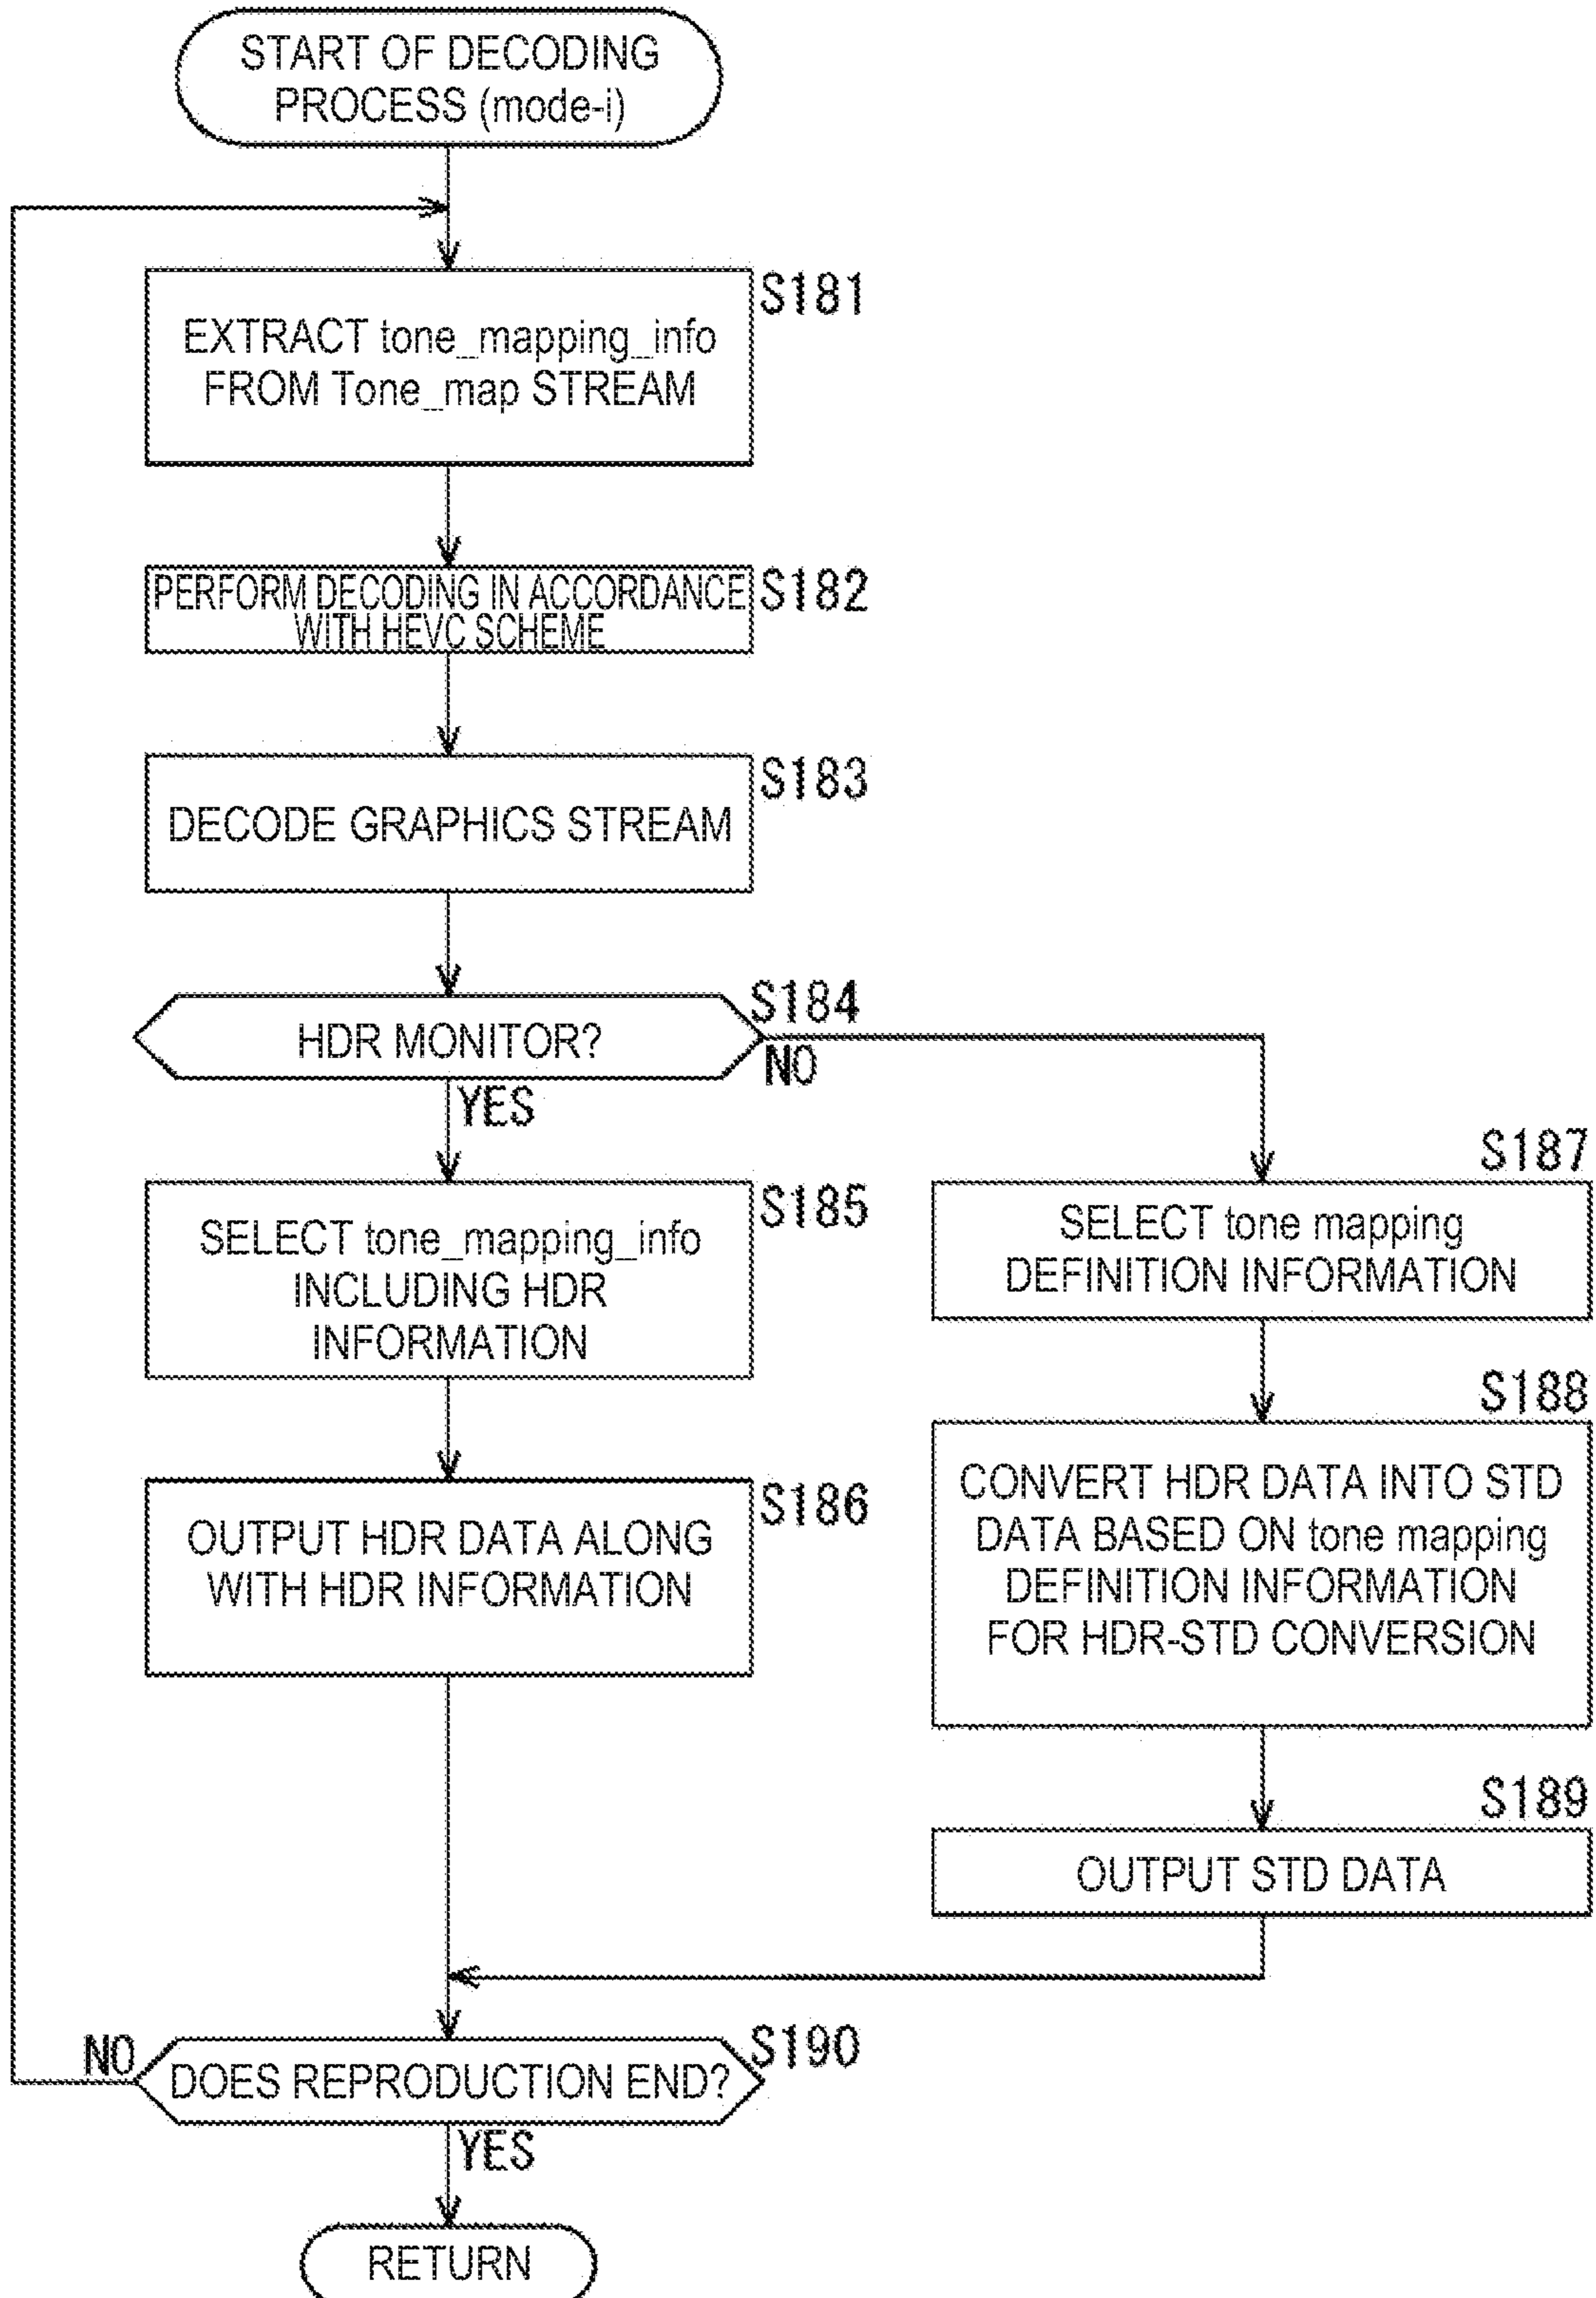 START OF DECODING
PROCESS (mode-i)
S181
EXTRACT tone_mapping_info
FROM Tone_map STREAM
S182
PERFORM DECODING IN ACCORDANCE
WITH HEVC SCHEME
S183
DECODE GRAPHICS STREAM
S184
HDR MONITOR?
NO
YES
S185
SELECT tone_mapping_info
INCLUDING HDR
INFORMATION
S186
OUTPUT HDR DATA ALONG
WITH HDR INFORMATION
S187
SELECT tone mapping
DEFINITION INFORMATION
S188
CONVERT HDR DATA INTO STD
DATA BASED ON tone mapping
DEFINITION INFORMATION
FOR HDR-STD CONVERSION
S189
OUTPUT STD DATA
S190
NO
DOES REPRODUCTION END?
YES
RETURN